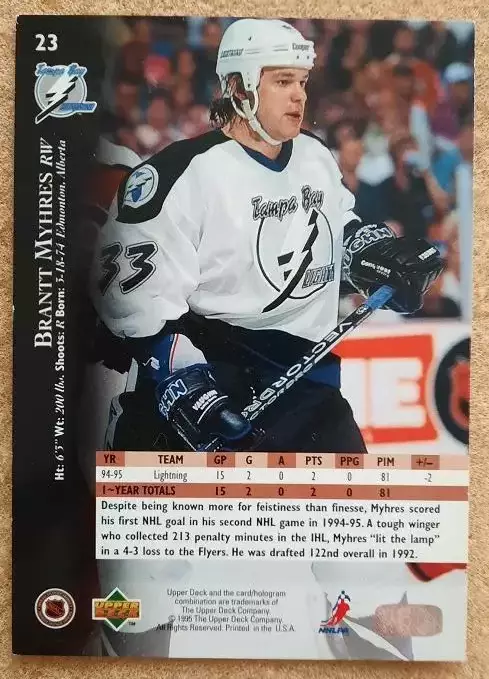 23
Tampa Bay
BRANTT MYHRES RW
Ht: 6'3" Wt: 200 lbs. Shoots: R Born: 3-18-74 Edmonton, Alberta
Tampa Bay
33
VAUGHN
VECTOR
YR TEAM GP G A PTS PPG PIM +/–
94-95 Lightning 15 2 0 2 0 81 -2
1~YEAR TOTALS 15 2 0 2 0 81
Despite being known more for feistiness than finesse, Myhres scored
his first NHL goal in his second NHL game in 1994-95. A tough winger
who collected 213 penalty minutes in the IHL, Myhres "lit the lamp"
in a 4-3 loss to the Flyers. He was drafted 122nd overall in 1992.
UPPER DECK
Upper Deck and the card/hologram
combination are trademarks of
The Upper Deck Company.
© 1995 The Upper Deck Company.
All Rights Reserved. Printed in the U.S.A.
NHLPA